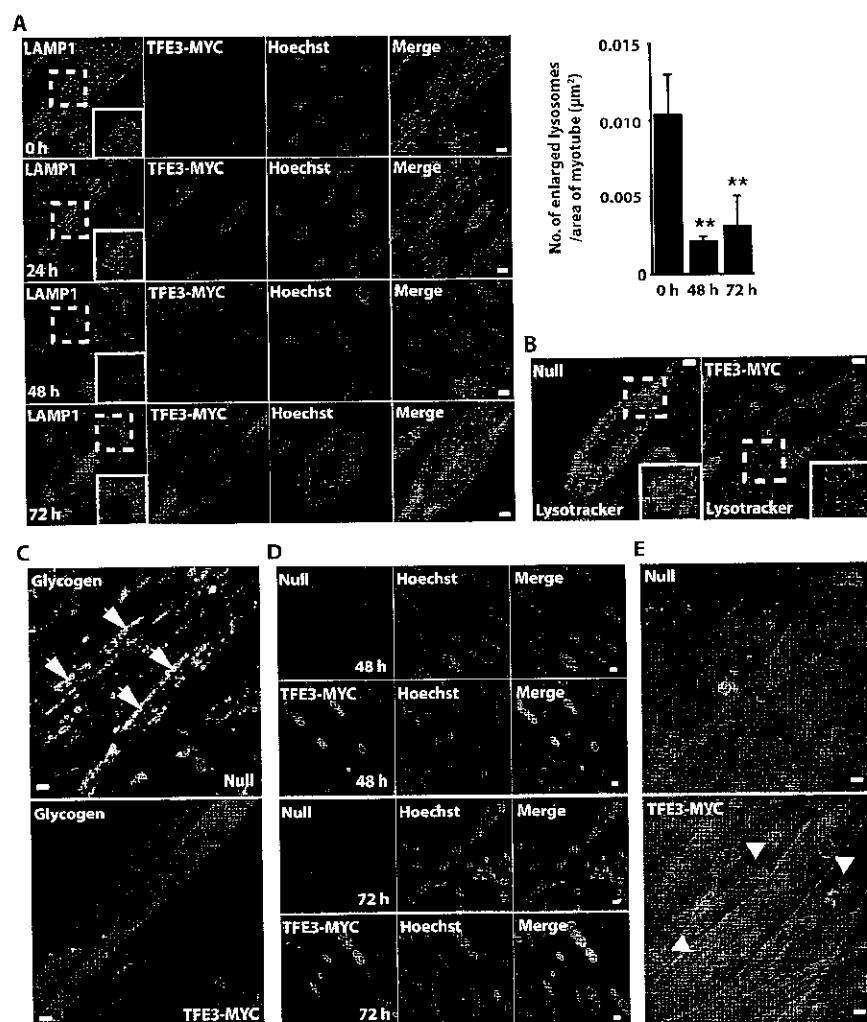 A
LAMP1 TFE3-MYC Hoechst Merge
0 h
LAMP1 TFE3-MYC Hoechst Merge
24 h
LAMP1 TFE3-MYC Hoechst Merge
48 h
LAMP1 TFE3-MYC Hoechst Merge
72 h
No. of enlarged lysosomes
/area of myotube (μm²)
0.015
0.010
0.005
0
** **
0 h 48 h 72 h
B
Null TFE3-MYC
Lysotracker Lysotracker
C
Glycogen
Null
Glycogen
TFE3-MYC
D
Null Hoechst Merge
48 h
TFE3-MYC Hoechst Merge
48 h
Null Hoechst Merge
72 h
TFE3-MYC Hoechst Merge
72 h
E
Null
TFE3-MYC